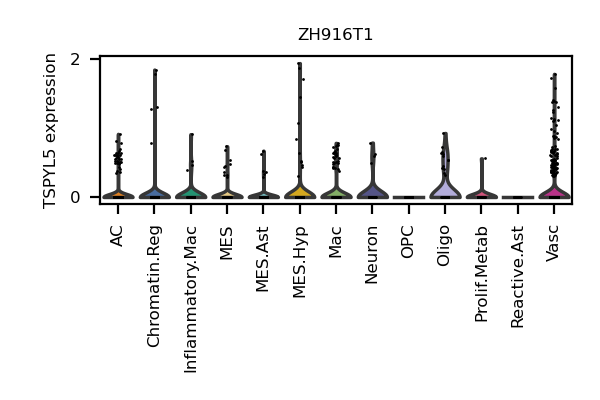 ZH916T1
TSPYL5 expression
2
0
AC
Chromatin.Reg
Inflammatory.Mac
MES
MES.Ast
MES.Hyp
Mac
Neuron
OPC
Oligo
Prolif.Metab
Reactive.Ast
Vasc